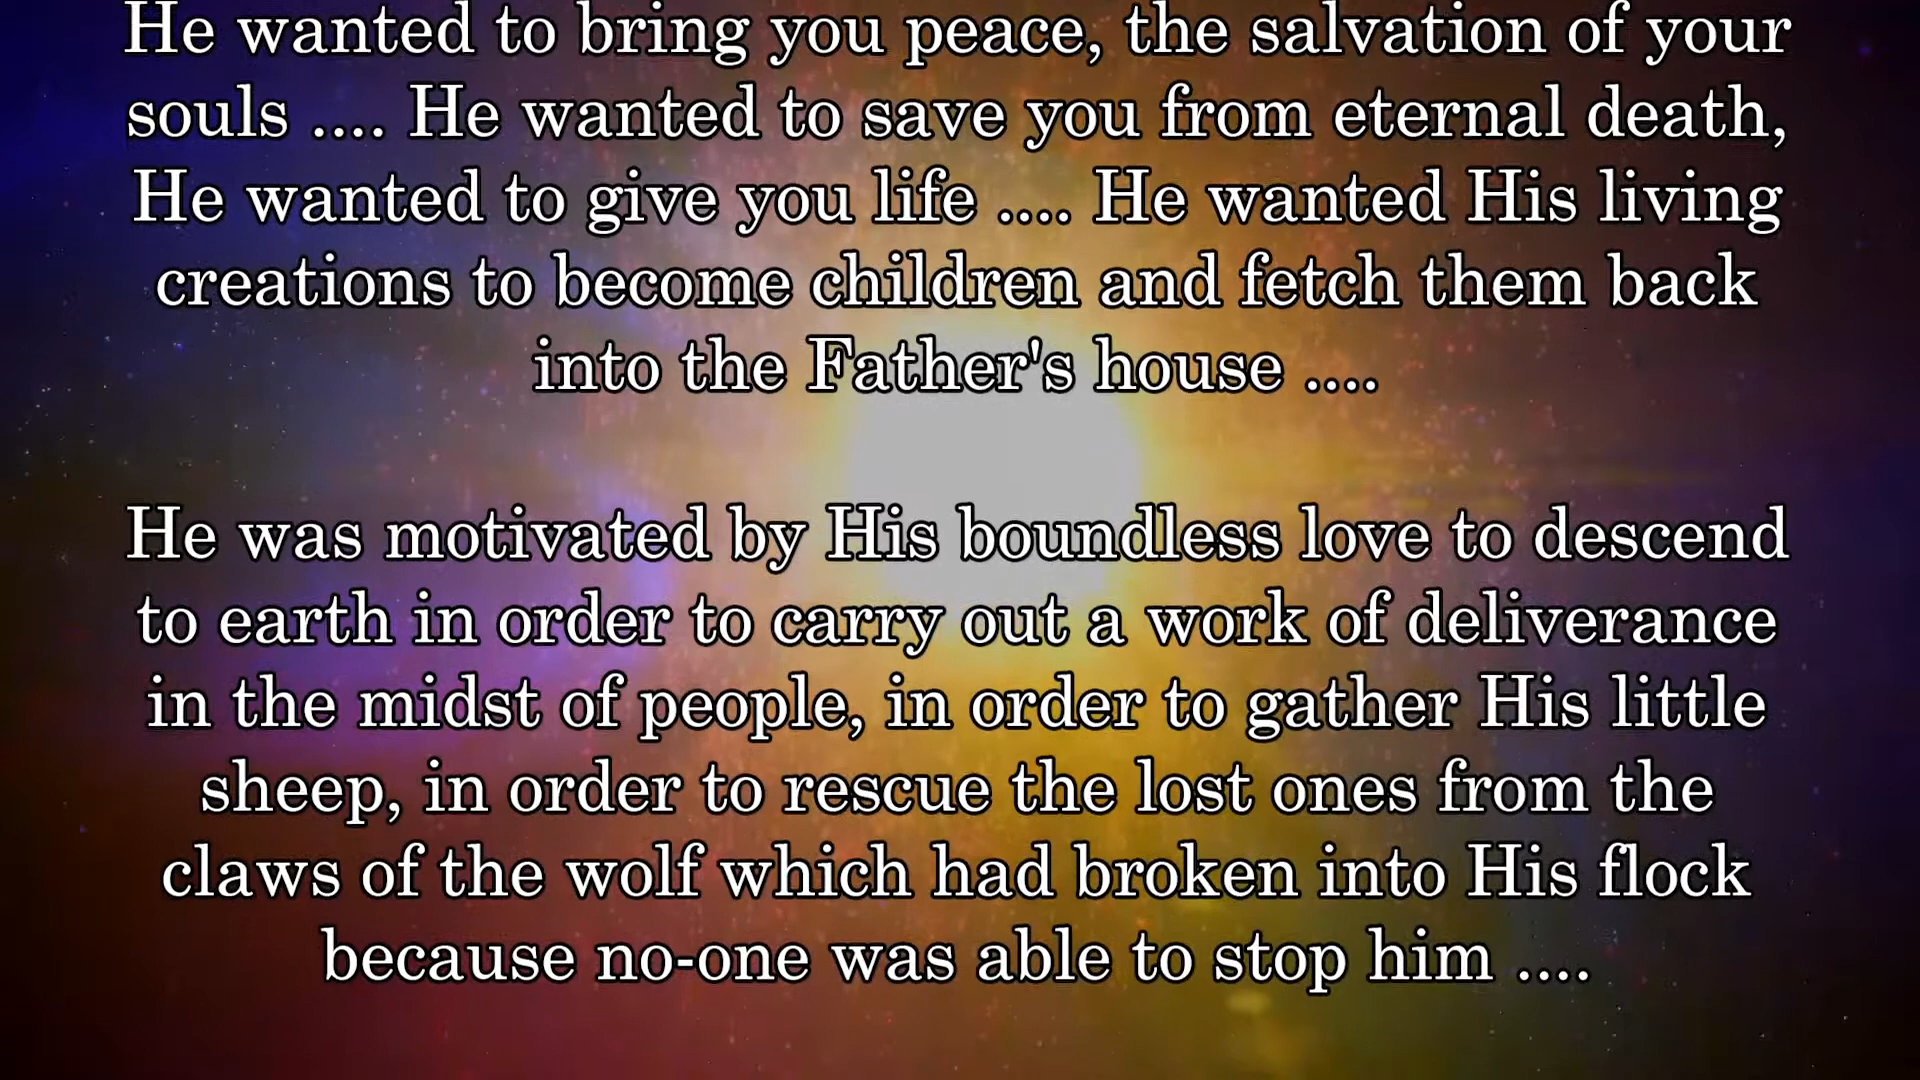 He wanted to bring you peace, the salvation of your
souls .... He wanted to save you from eternal death,
He wanted to give you life .... He wanted His living
creations to become children and fetch them back
into the Father's house ....
He was motivated by His boundless love to descend
to earth in order to carry out a work of deliverance
in the midst of people, in order to gather His little
sheep, in order to rescue the lost ones from the
claws of the wolf which had broken into His flock
because no-one was able to stop him ....